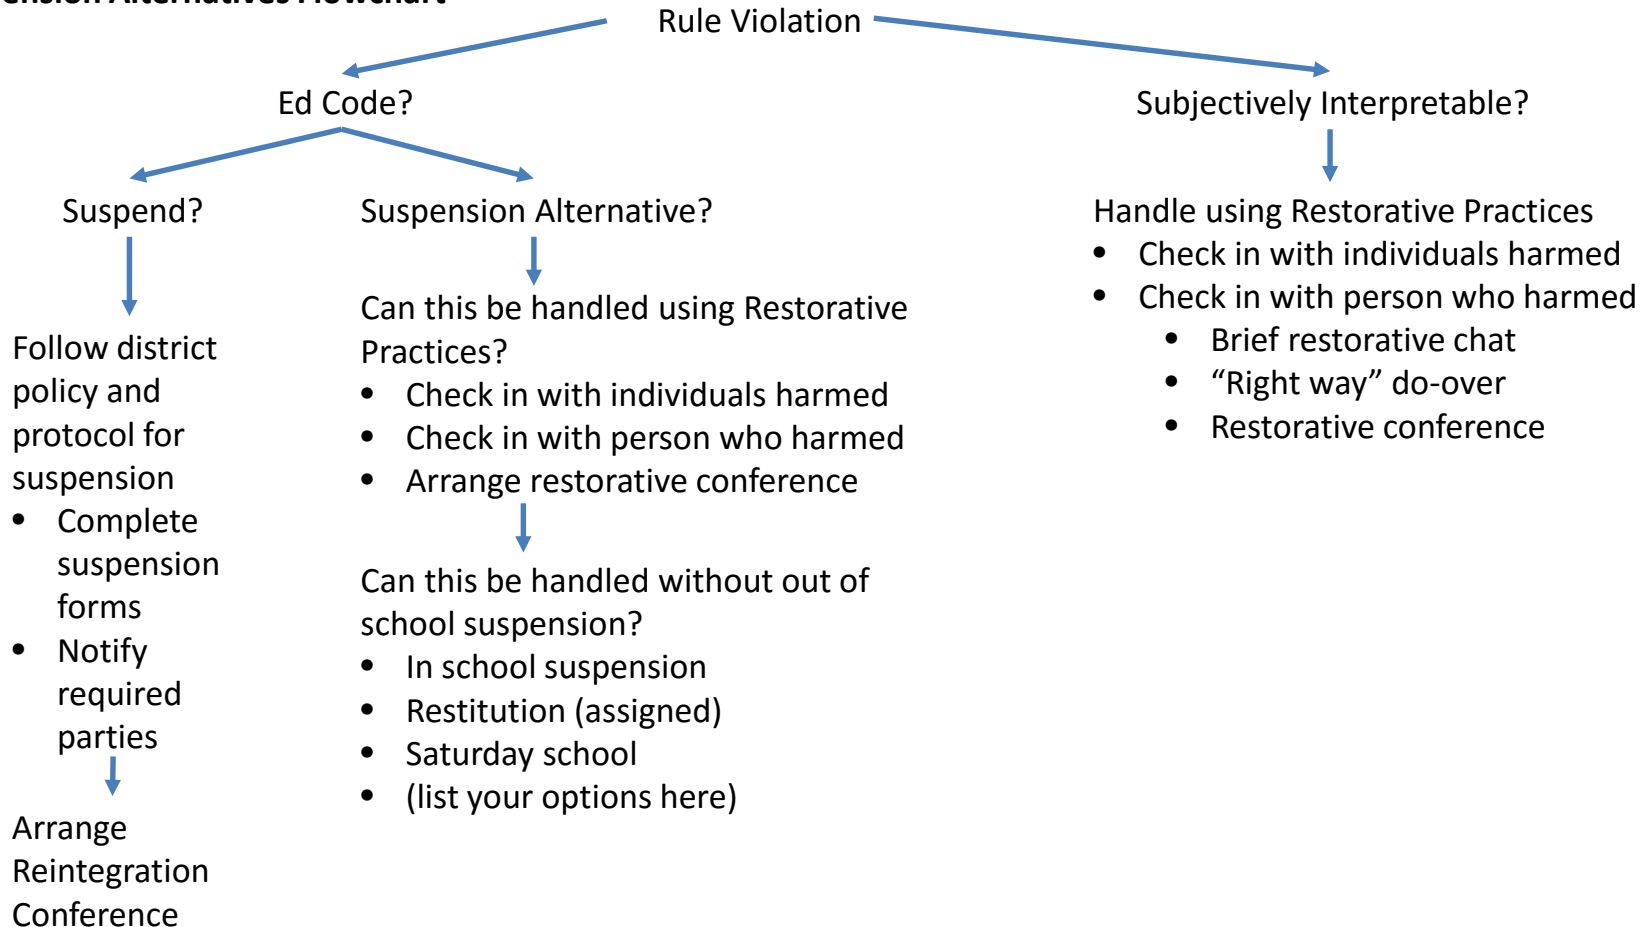 ension Alternatives Flowchart
Rule Violation
Ed Code?
Subjectively Interpretable?
Suspend?
Follow district
policy and
protocol for
suspension
• Complete
suspension
forms
• Notify
required
parties
Arrange
Reintegration
Conference
Suspension Alternative?
Can this be handled using Restorative
Practices?
• Check in with individuals harmed
• Check in with person who harmed
• Arrange restorative conference
Can this be handled without out of
school suspension?
• In school suspension
• Restitution (assigned)
• Saturday school
• (list your options here)
Handle using Restorative Practices
• Check in with individuals harmed
• Check in with person who harmed
• Brief restorative chat
• “Right way” do-over
• Restorative conference